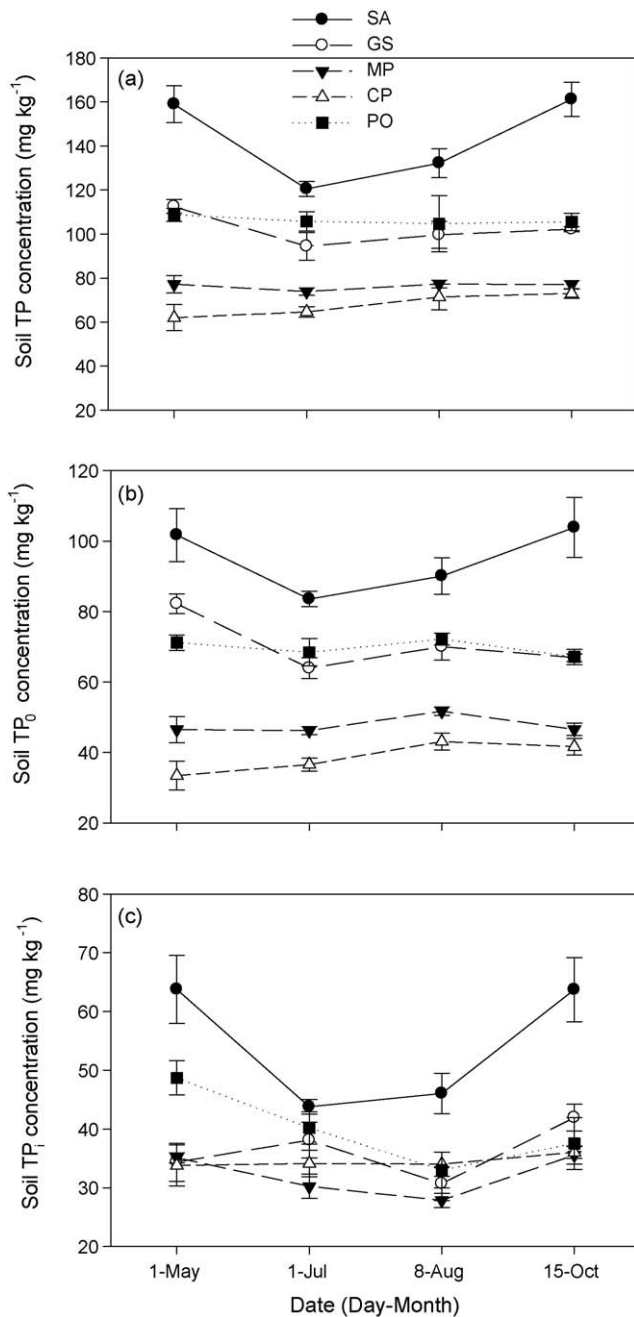 SA
GS
MP
CP
PO
(a)
180
160
140
120
100
80
60
40
20
Soil TP concentration (mg kg⁻¹)
(b)
120
100
80
60
40
20
Soil TP₀ concentration (mg kg⁻¹)
(c)
80
70
60
50
40
30
20
Soil TPᵢ concentration (mg kg⁻¹)
1-May 1-Jul 8-Aug 15-Oct
Date (Day-Month)